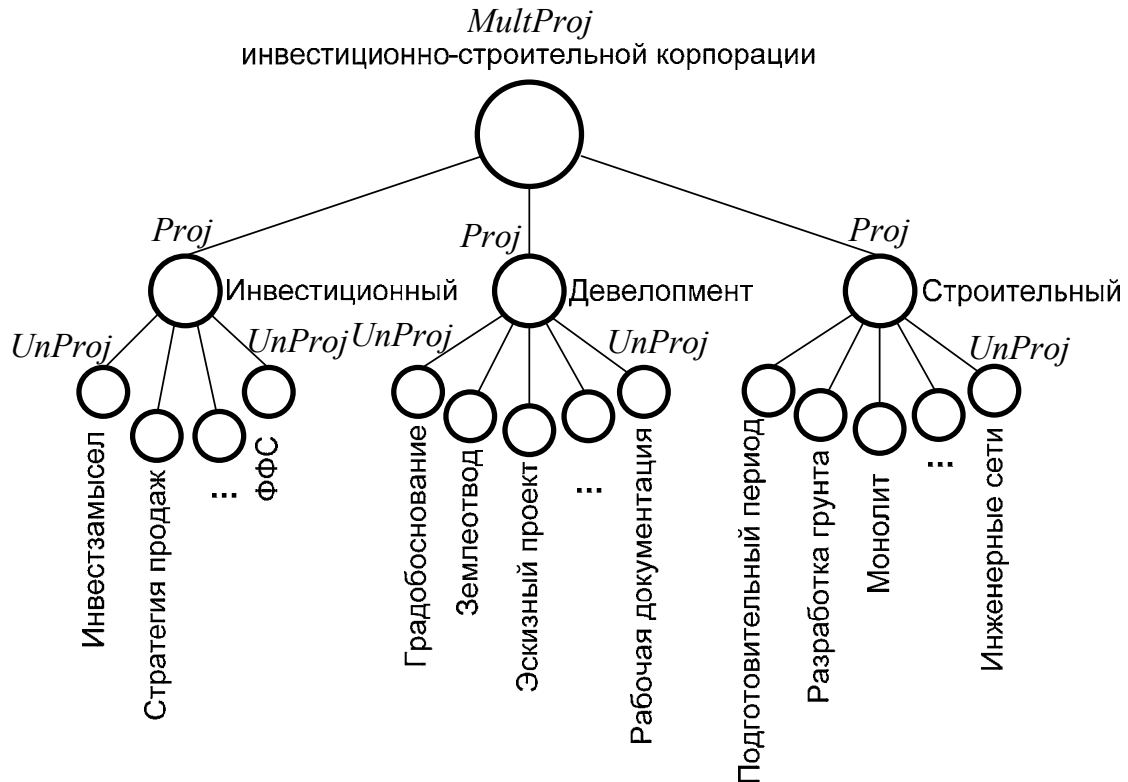 MultProj
инвестиционно-строительной корпорации
Proj
Proj
Proj
Инвестиционный
Девелопмент
Строительный
UnProj
UnProj
UnProj
UnProj
UnProj
Инвестзамысел
Стратегия продаж
...
ФФС
Градобоснование
Землеотвод
Эскизный проект
...
Рабочая документация
Подготовительный период
Разработка грунта
Монолит
...
Инженерные сети